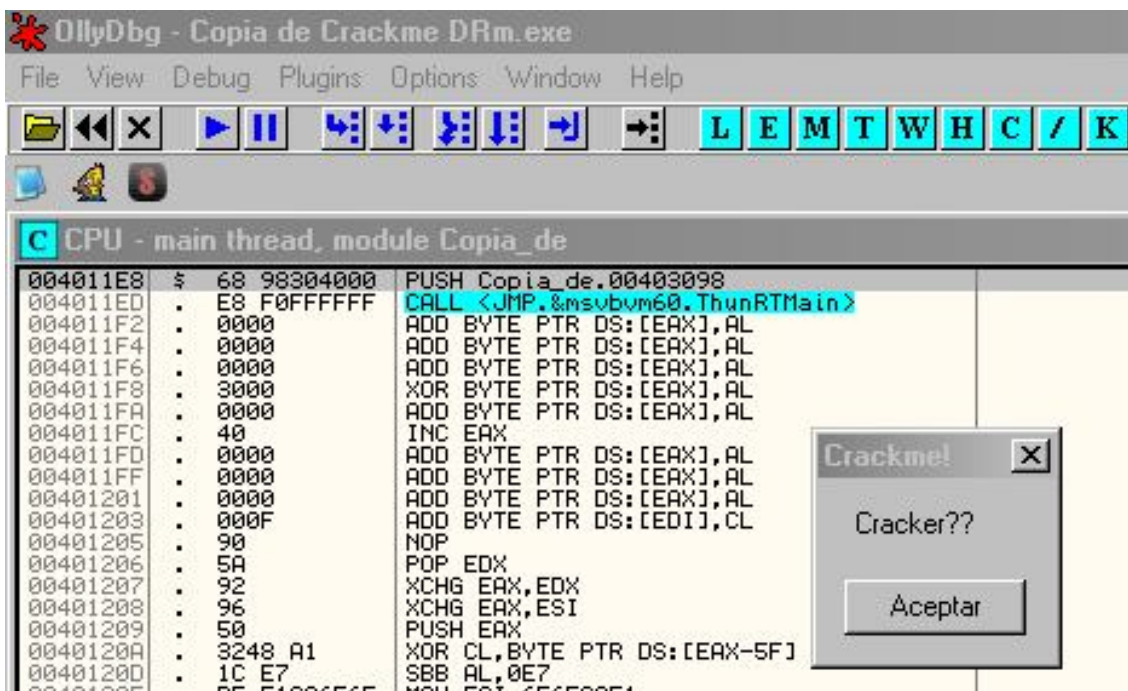 OllyDbg - Copia de Crackme DRm.exe
File View Debug Plugins Options Window Help
L E M T W H C / K
S
C CPU - main thread, module Copia_de
004011E8 $ 68 98304000 PUSH Copia_de.00403098
004011ED . E8 F0FFFFFF CALL <JMP.&msvbvm60.ThunRTMain>
004011F2 . 0000 ADD BYTE PTR DS:[EAX],AL
004011F4 . 0000 ADD BYTE PTR DS:[EAX],AL
004011F6 . 0000 ADD BYTE PTR DS:[EAX],AL
004011F8 . 3000 XOR BYTE PTR DS:[EAX],AL
004011FA . 0000 ADD BYTE PTR DS:[EAX],AL
004011FC . 40 INC EAX
004011FD . 0000 ADD BYTE PTR DS:[EAX],AL
004011FF . 0000 ADD BYTE PTR DS:[EAX],AL
00401201 . 0000 ADD BYTE PTR DS:[EAX],AL
00401203 . 000F ADD BYTE PTR DS:[EDI],CL
00401205 . 90 NOP
00401206 . 5A POP EDX
00401207 . 92 XCHG EAX,EDX
00401208 . 96 XCHG EAX,ESI
00401209 . 50 PUSH EAX
0040120A . 3248 A1 XOR CL,BYTE PTR DS:[EAX-5F]
0040120D . 1C E7 SBB AL,0E7
Crackme!
Cracker??
Aceptar